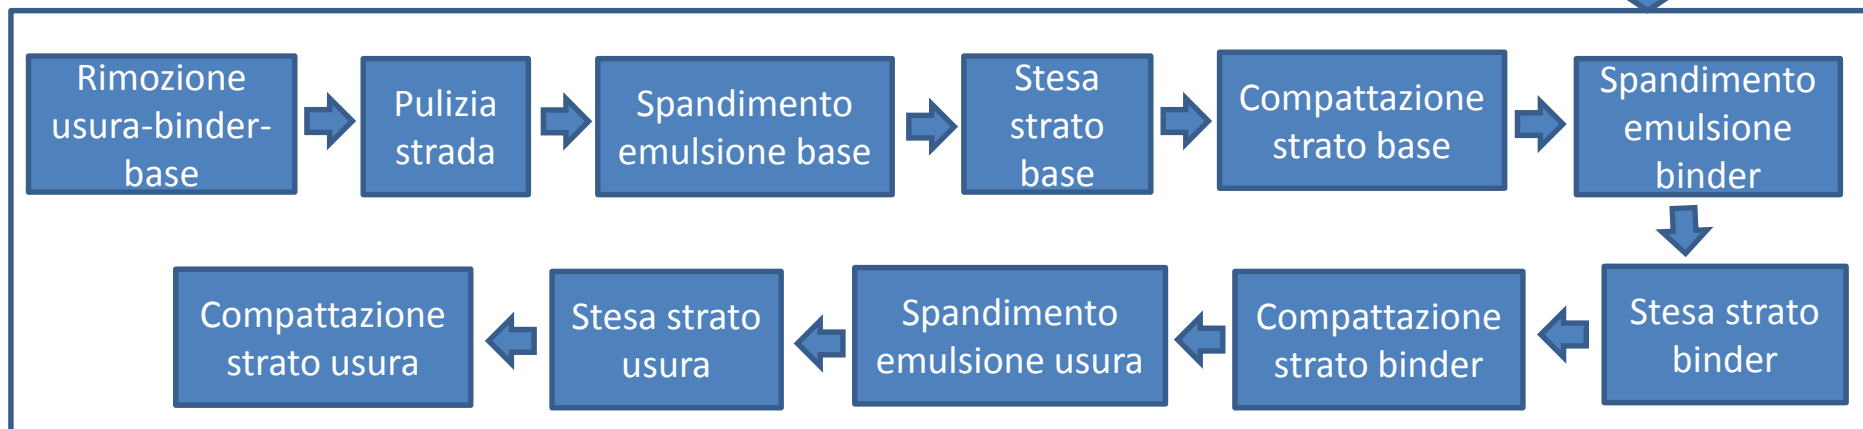 Rimozione
usura-binder-
base
Pulizia
strada
Spandimento
emulsione base
Stesa
strato
base
Compattazione
strato base
Spandimento
emulsione
binder
Stesa strato
binder
Compattazione
strato binder
Spandimento
emulsione usura
Stesa strato
usura
Compattazione
strato usura